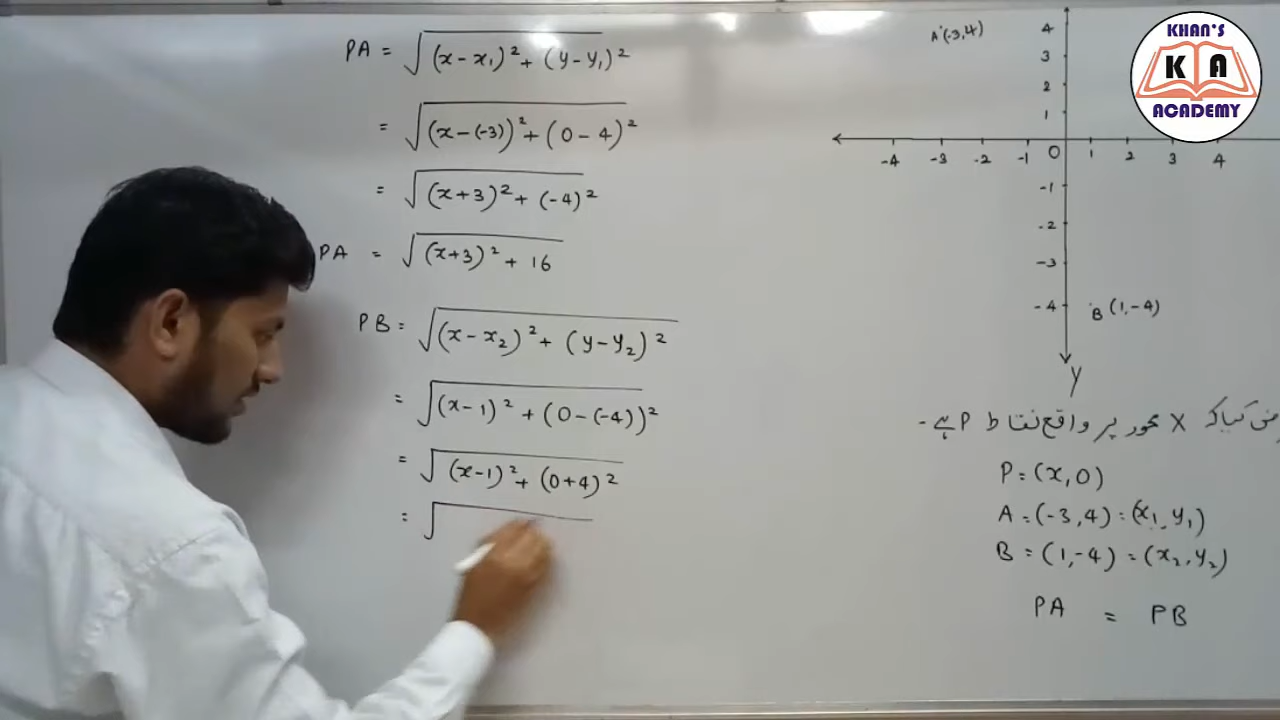 PA = √(x - x₁)² + (y - y₁)²
= √(x - (-3))² + (0 - 4)²
= √(x + 3)² + (-4)²
PA = √(x+3)² + 16
PB = √(x - x₂)² + (y - y₂)²
= √(x - 1)² + (0 - (-4))²
= √(x-1)² + (0+4)²
= √
A (-3,4)
4
3
2
1
-4 -3 -2 -1 0 1 2 3 4
-1
-2
-3
-4
B (1,-4)
Y
کیا کہ X محور پر واقع نقاط P ہے -
P = (x, 0)
A = (-3, 4) = (x₁, y₁)
B = (1, -4) = (x₂, y₂)
PA = PB
KHAN'S
K A
ACADEMY